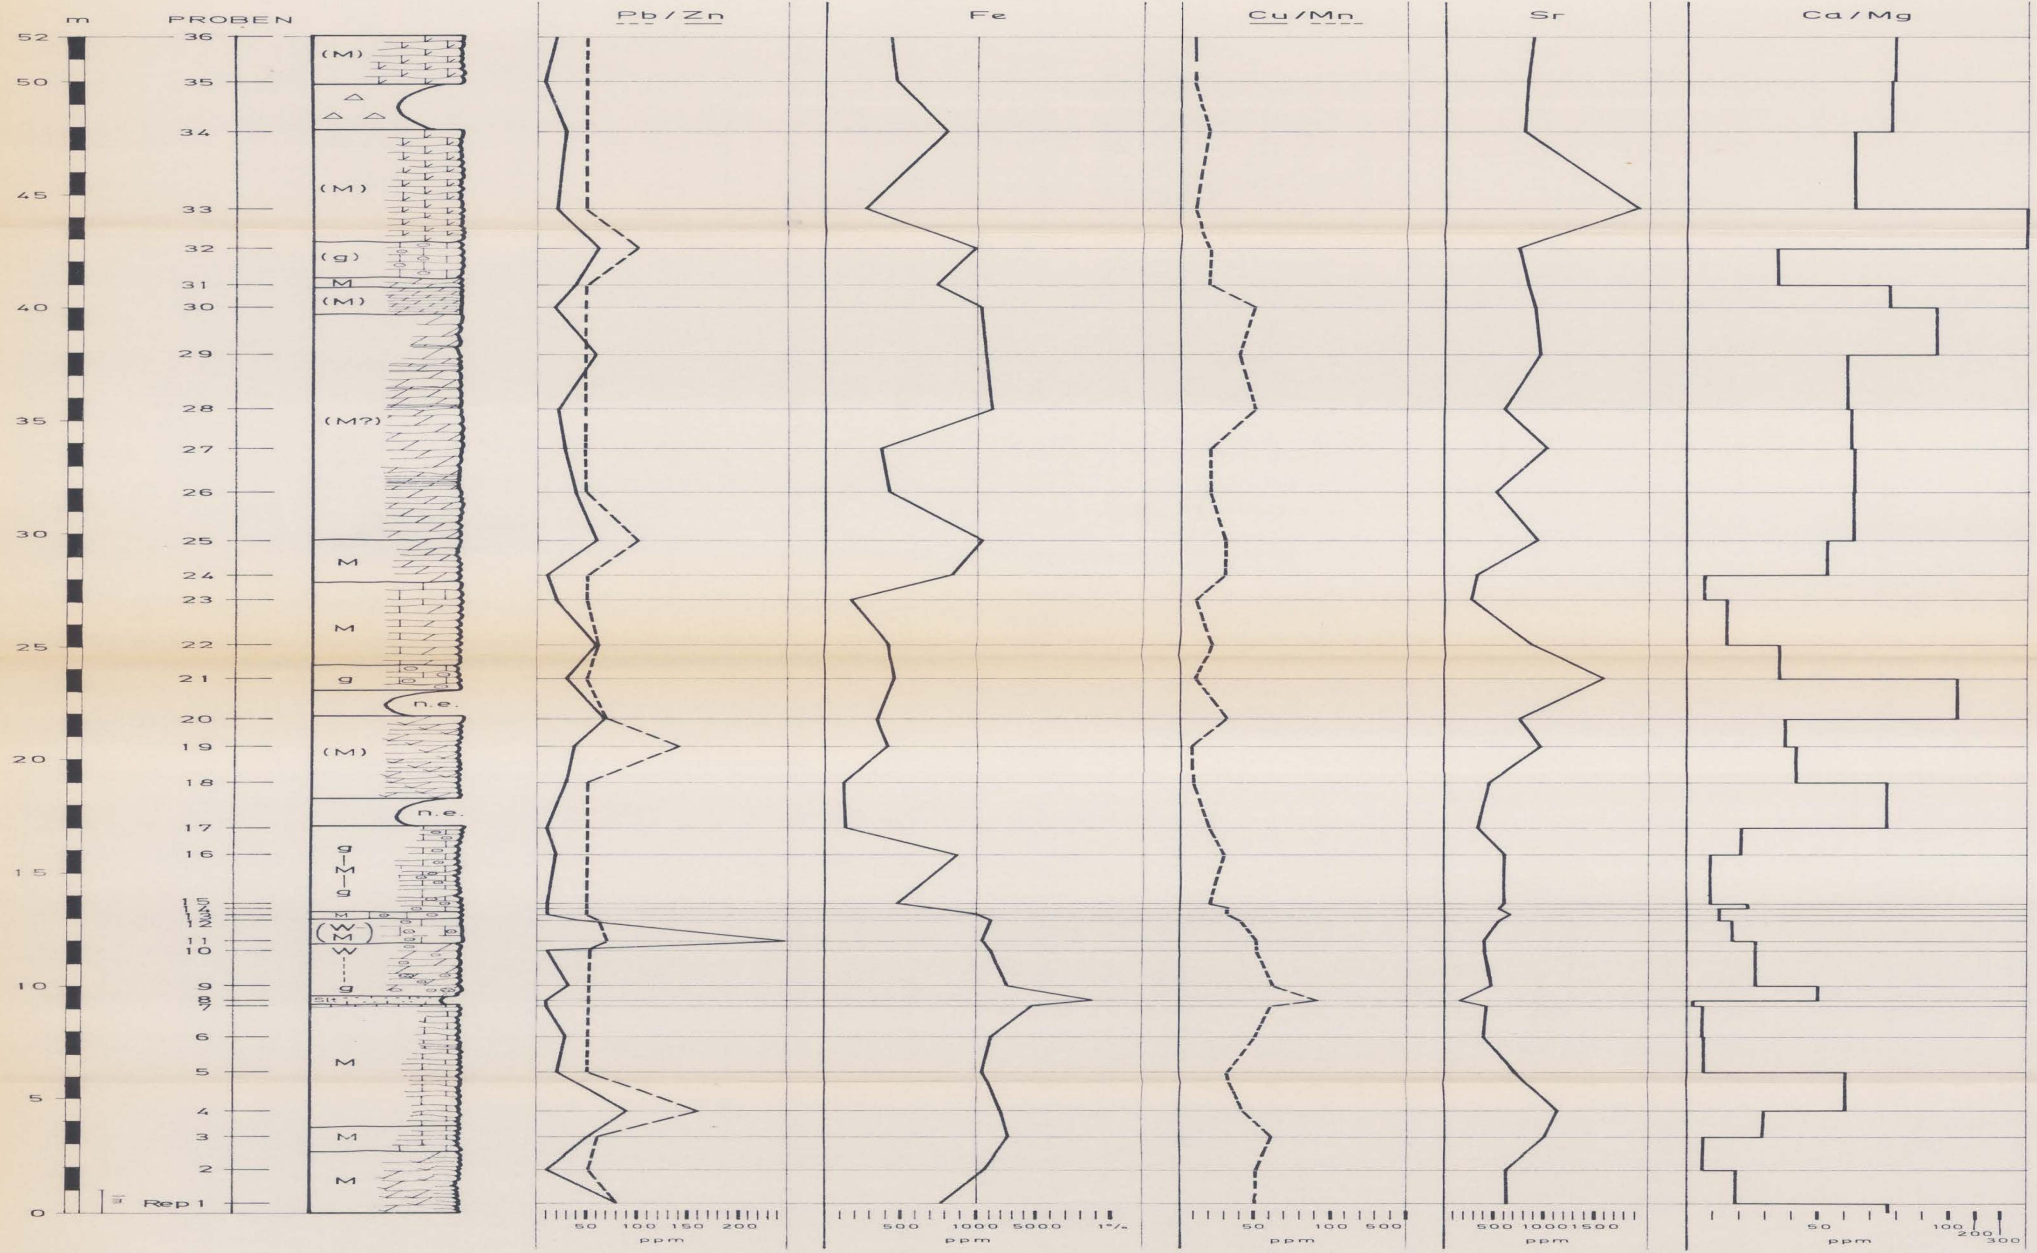 m PROBEN Pb/Zn Fe Cu/Mn Sr Ca/Mg
52 36 (M)
50 35
34
(M)
45 33
32 (g)
31 M
40 30 (M)
29
28
35 (M?)
27
26
30 25
M
24
23
M
25 22
21 g
n.e.
20
19 (M)
20
18
n.e.
17
16 g
M
15 g
15
13 M
12 (W
11 M)
10 W
10 9 g
8 Slt
7
6
M
5
5
4
3 M
2
M
0 Rep 1
50 100 150 200 500 1000 5000 1% 50 100 500 500 1000 1500 50 100 200 300
ppm ppm ppm ppm ppm